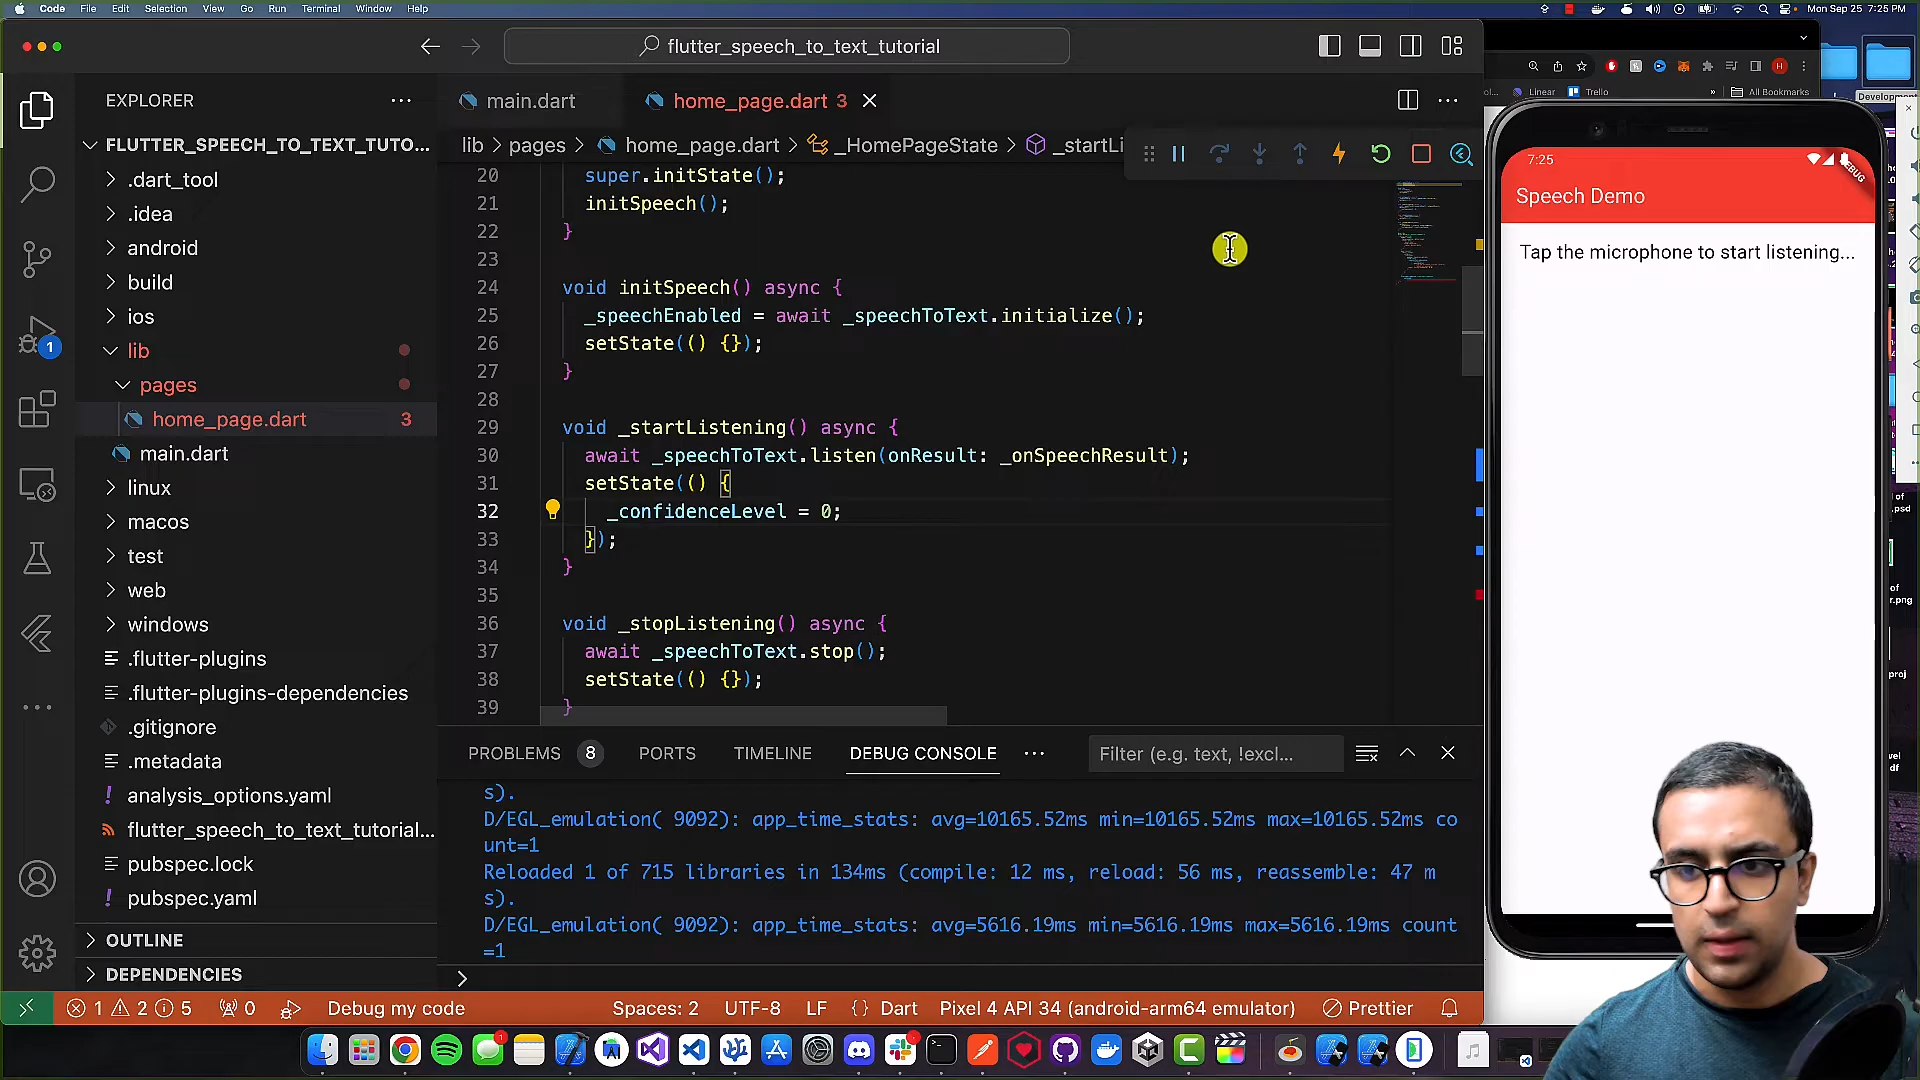 Code File Edit Selection View Go Run Terminal Window Help
Mon Sep 25 7:25 PM
flutter_speech_to_text_tutorial
EXPLORER
FLUTTER_SPEECH_TO_TEXT_TUTO...
.dart_tool
.idea
android
build
ios
lib
pages
home_page.dart 3
main.dart
linux
macos
test
web
windows
.flutter-plugins
.flutter-plugins-dependencies
.gitignore
.metadata
analysis_options.yaml
flutter_speech_to_text_tutorial...
pubspec.lock
pubspec.yaml
OUTLINE
DEPENDENCIES
1
main.dart
home_page.dart 3
lib > pages > home_page.dart > _HomePageState > _startLi
20 super.initState();
21 initSpeech();
22 }
23
24 void initSpeech() async {
25 _speechEnabled = await _speechToText.initialize();
26 setState(() {});
27 }
28
29 void _startListening() async {
30 await _speechToText.listen(onResult: _onSpeechResult);
31 setState(() {
32 _confidenceLevel = 0;
33 });
34 }
35
36 void _stopListening() async {
37 await _speechToText.stop();
38 setState(() {});
39 }
PROBLEMS 8 PORTS TIMELINE DEBUG CONSOLE
Filter (e.g. text, !excl...
s).
D/EGL_emulation( 9092): app_time_stats: avg=10165.52ms min=10165.52ms max=10165.52ms co
unt=1
Reloaded 1 of 715 libraries in 134ms (compile: 12 ms, reload: 56 ms, reassemble: 47 m
s).
D/EGL_emulation( 9092): app_time_stats: avg=5616.19ms min=5616.19ms max=5616.19ms count
=1
1 2 5 0 Debug my code
Spaces: 2 UTF-8 LF {} Dart Pixel 4 API 34 (android-arm64 emulator) Prettier
Linear Trello » All Bookmarks
Development
7:25
DEBUG
Speech Demo
Tap the microphone to start listening...